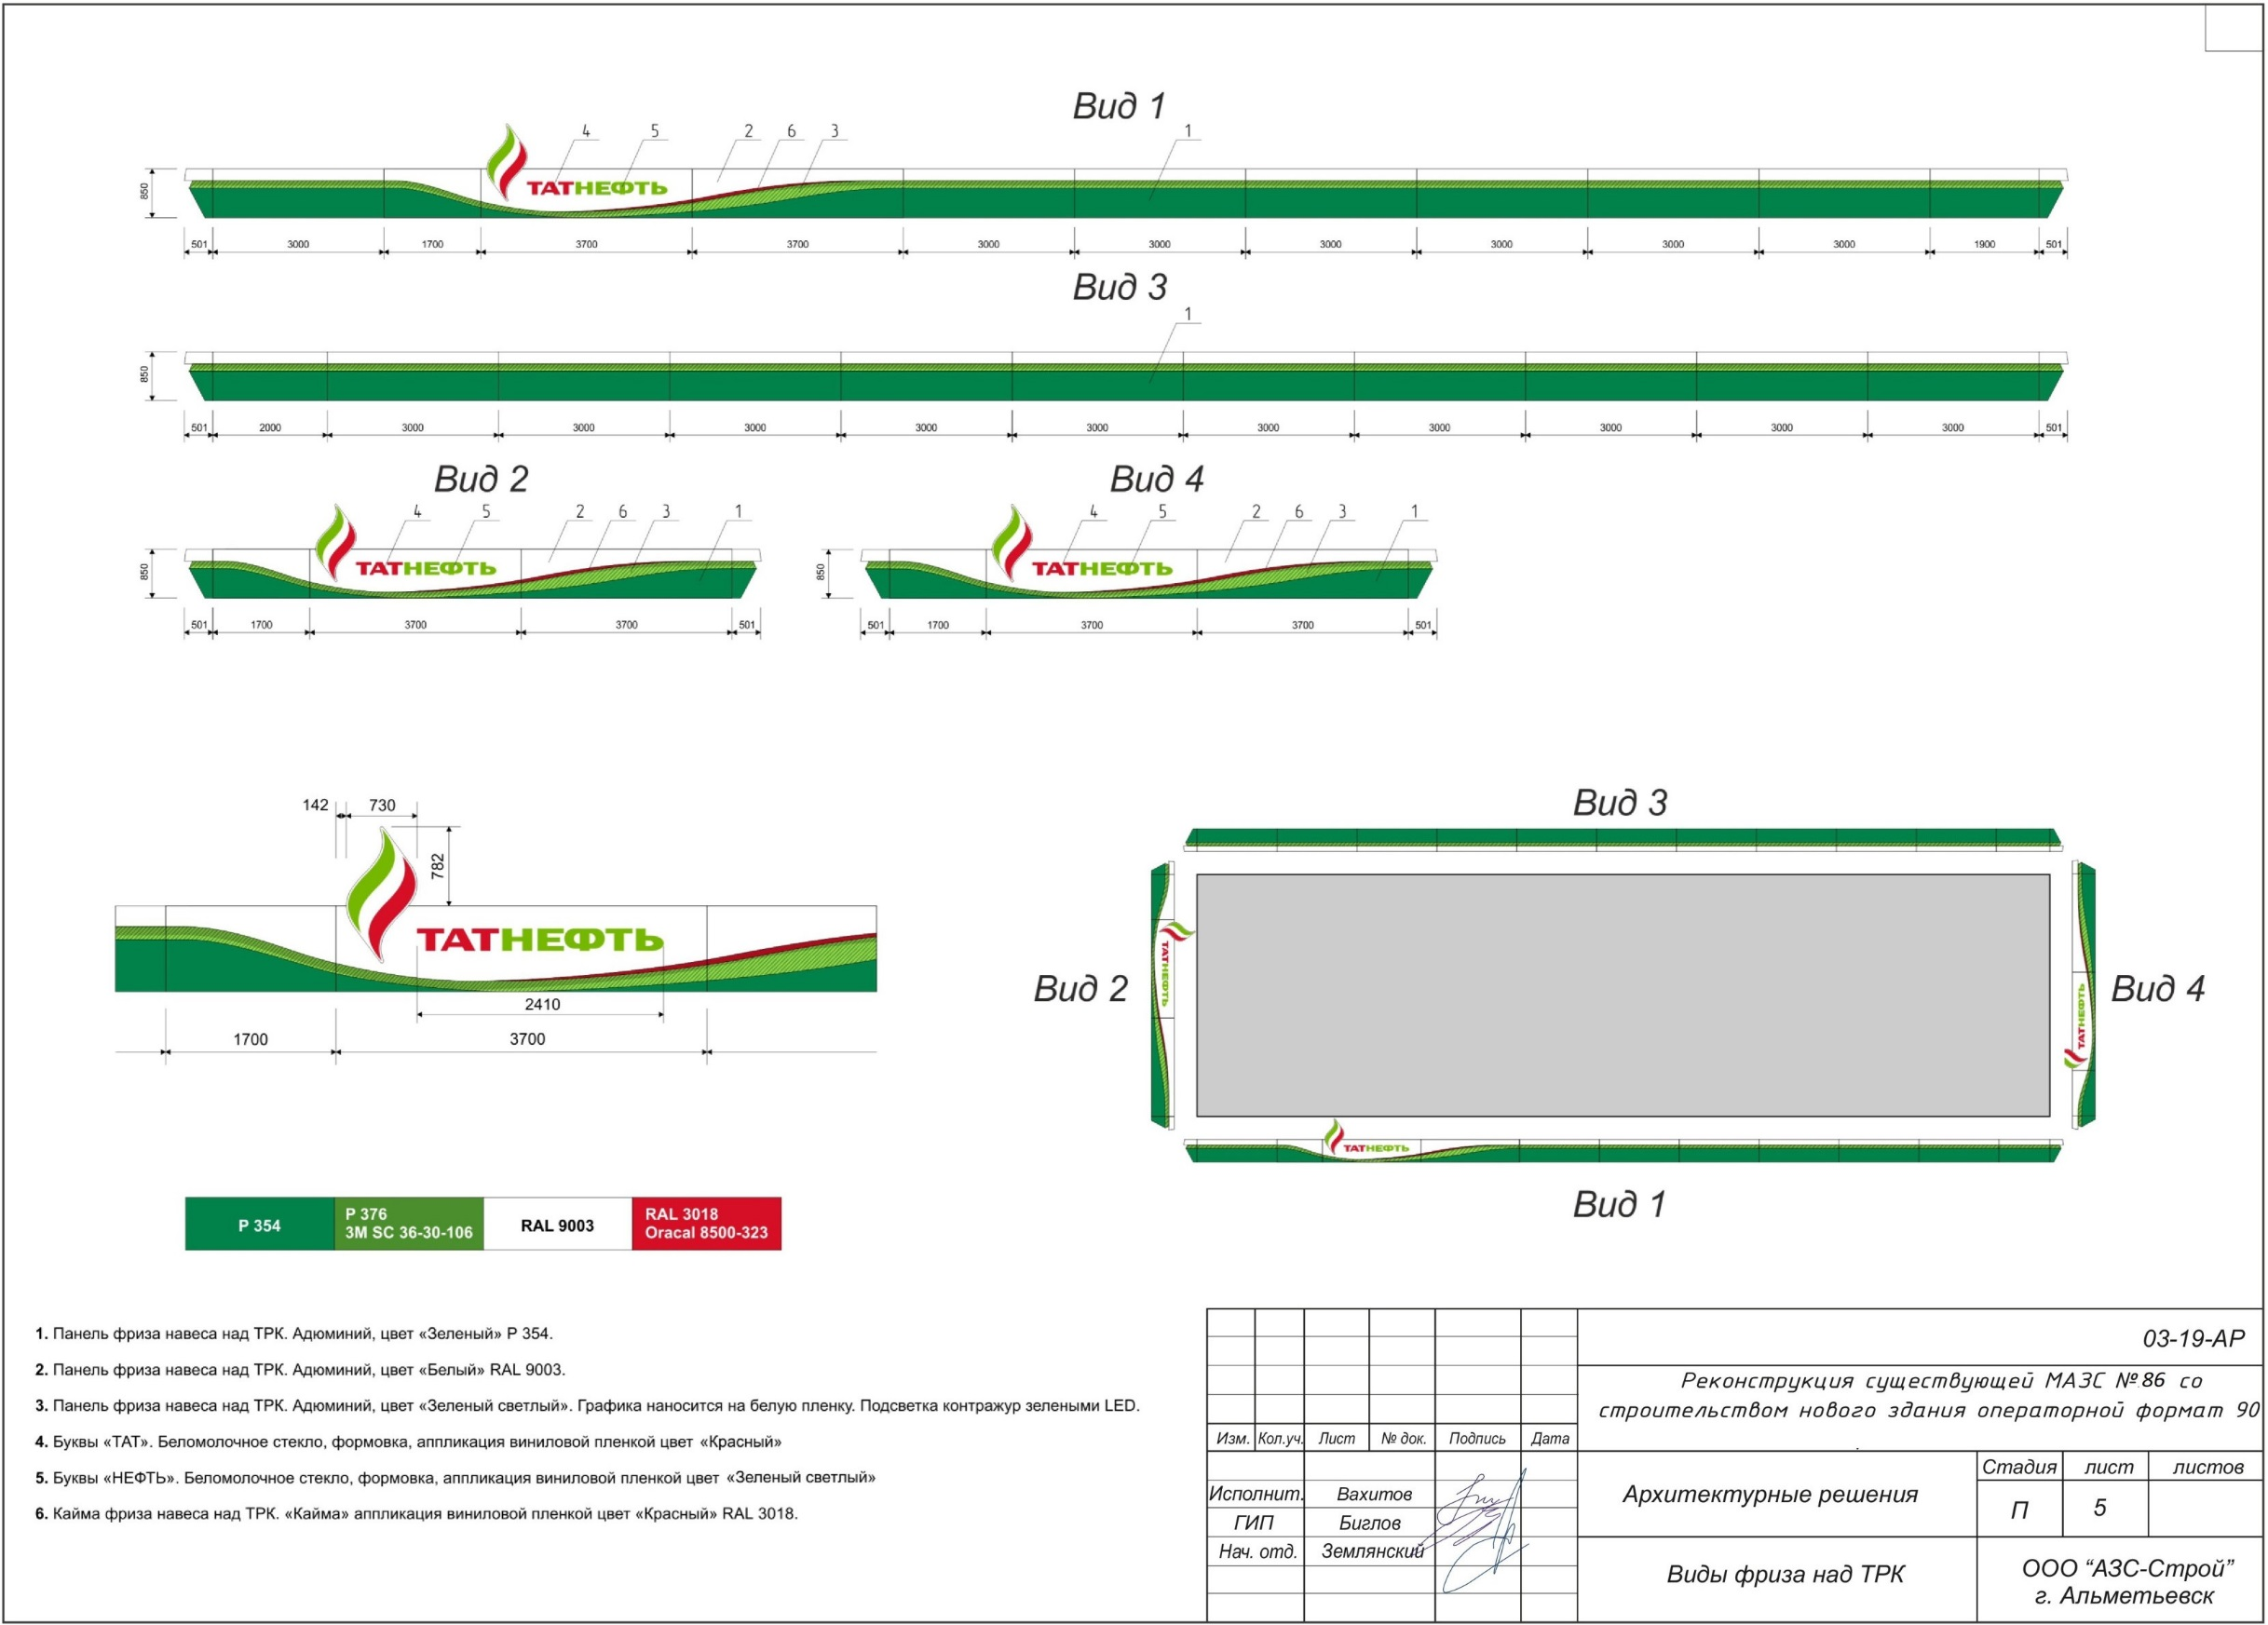 Вид 1
4 5 2 6 3 1
ТАТНЕФТЬ
850
501 3000 1700 3700 3700 3000 3000 3000 3000 3000 3000 1900 501
Вид 3
1
850
501 2000 3000 3000 3000 3000 3000 3000 3000 3000 3000 3000 501
Вид 2
4 5 2 6 3 1
ТАТНЕФТЬ
850
501 1700 3700 3700 501
Вид 4
4 5 2 6 3 1
ТАТНЕФТЬ
850
501 1700 3700 3700 501
142 730
782
ТАТНЕФТЬ
2410
1700 3700
Вид 3
Вид 2
ТАТНЕФТЬ
ТАТНЕФТЬ
Вид 4
ТАТНЕФТЬ
Вид 1
P 354
P 376
3M SC 36-30-106
RAL 9003
RAL 3018
Oracal 8500-323
1. Панель фриза навеса над ТРК. Адюминий, цвет «Зеленый» P 354.
2. Панель фриза навеса над ТРК. Адюминий, цвет «Белый» RAL 9003.
3. Панель фриза навеса над ТРК. Адюминий, цвет «Зеленый светлый». Графика наносится на белую пленку. Подсветка контражур зелеными LED.
4. Буквы «ТАТ». Беломолочное стекло, формовка, аппликация виниловой пленкой цвет «Красный»
5. Буквы «НЕФТЬ». Беломолочное стекло, формовка, аппликация виниловой пленкой цвет «Зеленый светлый»
6. Кайма фриза навеса над ТРК. «Кайма» аппликация виниловой пленкой цвет «Красный» RAL 3018.
03-19-АР
Реконструкция существующей МАЗС №86 со
строительством нового здания операторной формат 90
Изм. Кол.уч. Лист № док. Подпись Дата
Исполнит. Вахитов
ГИП Биглов
Нач. отд. Землянский
Архитектурные решения
Стадия лист листов
П 5
Виды фриза над ТРК
ООО “АЗС-Строй”
г. Альметьевск